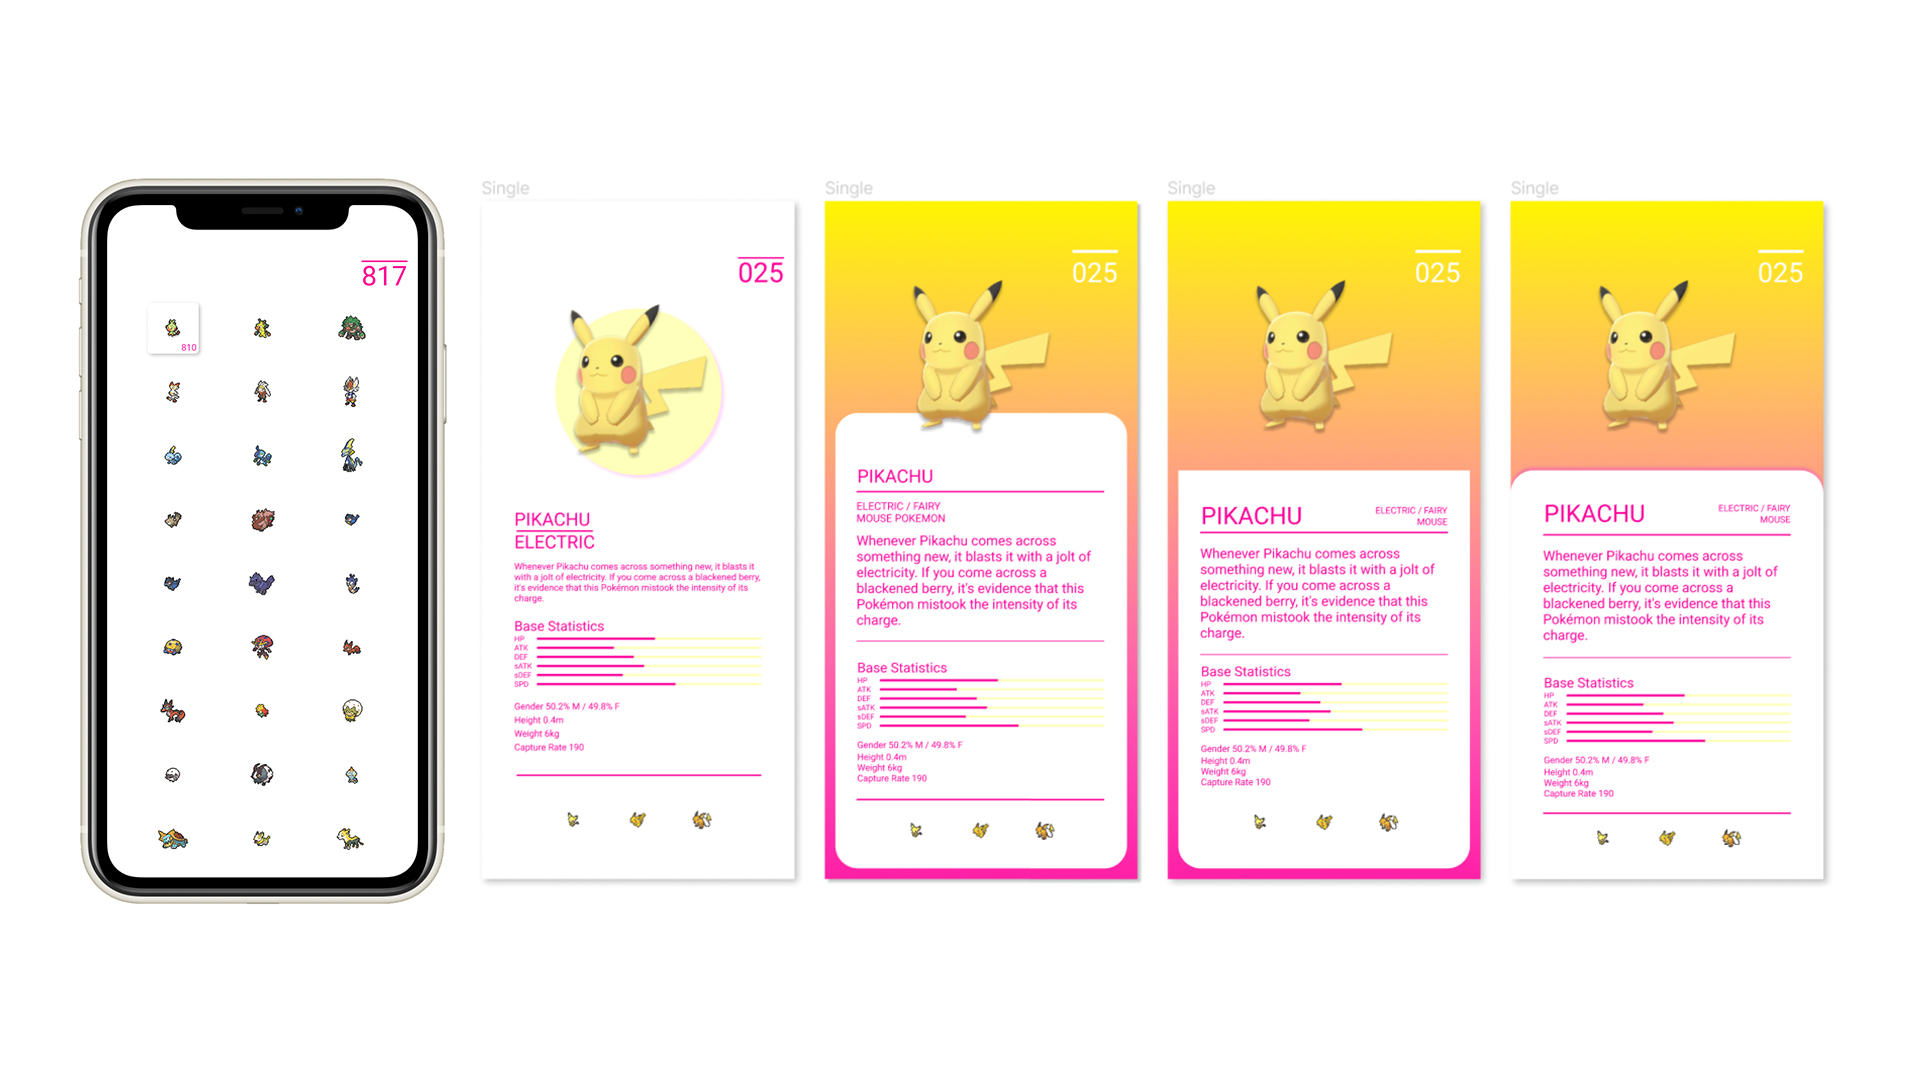 817
810
Single
025
PIKACHU
ELECTRIC
Whenever Pikachu comes across something new, it blasts it
with a jolt of electricity. If you come across a blackened berry,
it's evidence that this Pokémon mistook the intensity of its
charge.
Base Statistics
HP
ATK
DEF
sATK
sDEF
SPD
Gender 50.2% M / 49.8% F
Height 0.4m
Weight 6kg
Capture Rate 190
Single
025
PIKACHU
ELECTRIC / FAIRY
MOUSE POKEMON
Whenever Pikachu comes across
something new, it blasts it with a jolt of
electricity. If you come across a
blackened berry, it's evidence that this
Pokémon mistook the intensity of its
charge.
Base Statistics
HP
ATK
DEF
sATK
sDEF
SPD
Gender 50.2% M / 49.8% F
Height 0.4m
Weight 6kg
Capture Rate 190
Single
025
PIKACHU
ELECTRIC / FAIRY
MOUSE
Whenever Pikachu comes across
something new, it blasts it with a jolt of
electricity. If you come across a
blackened berry, it's evidence that this
Pokémon mistook the intensity of its
charge.
Base Statistics
HP
ATK
DEF
sATK
sDEF
SPD
Gender 50.2% M / 49.8% F
Height 0.4m
Weight 6kg
Capture Rate 190
Single
025
PIKACHU
ELECTRIC / FAIRY
MOUSE
Whenever Pikachu comes across
something new, it blasts it with a jolt of
electricity. If you come across a
blackened berry, it's evidence that this
Pokémon mistook the intensity of its
charge.
Base Statistics
HP
ATK
DEF
sATK
sDEF
SPD
Gender 50.2% M / 49.8% F
Height 0.4m
Weight 6kg
Capture Rate 190